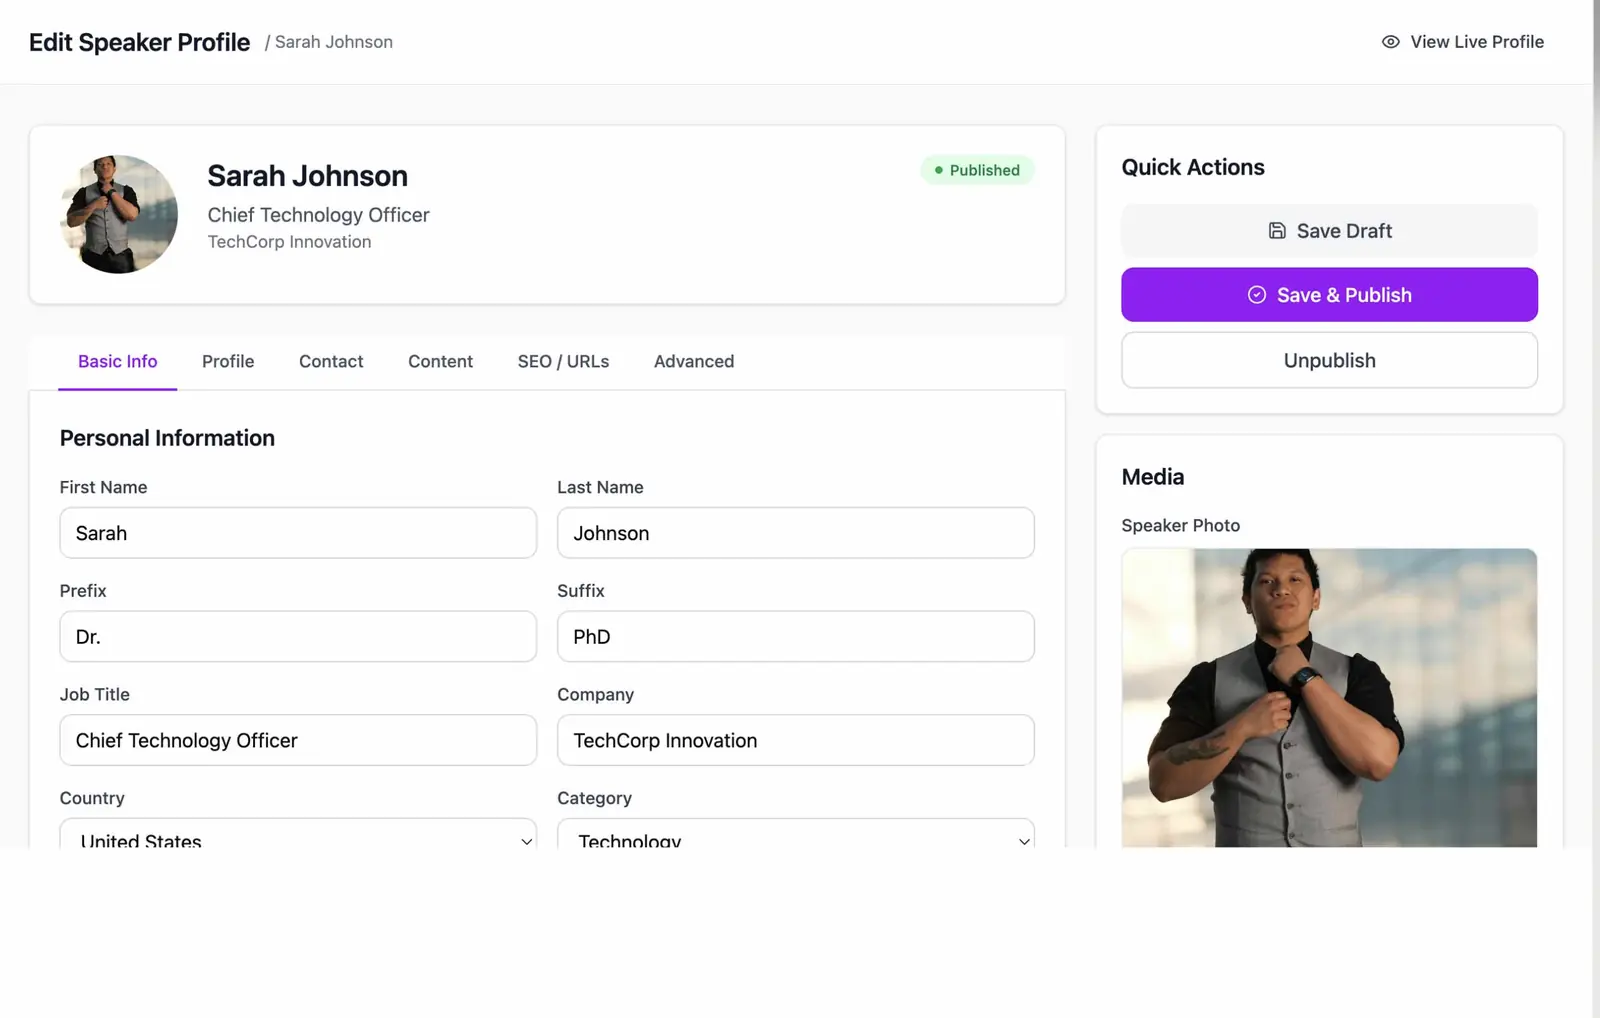 Edit Speaker Profile / Sarah Johnson
View Live Profile
Sarah Johnson
Chief Technology Officer
TechCorp Innovation
Published
Basic Info Profile Contact Content SEO / URLs Advanced
Personal Information
First Name Last Name
Sarah Johnson
Prefix Suffix
Dr. PhD
Job Title Company
Chief Technology Officer TechCorp Innovation
Country Category
United States Technology
Quick Actions
Save Draft
Save & Publish
Unpublish
Media
Speaker Photo